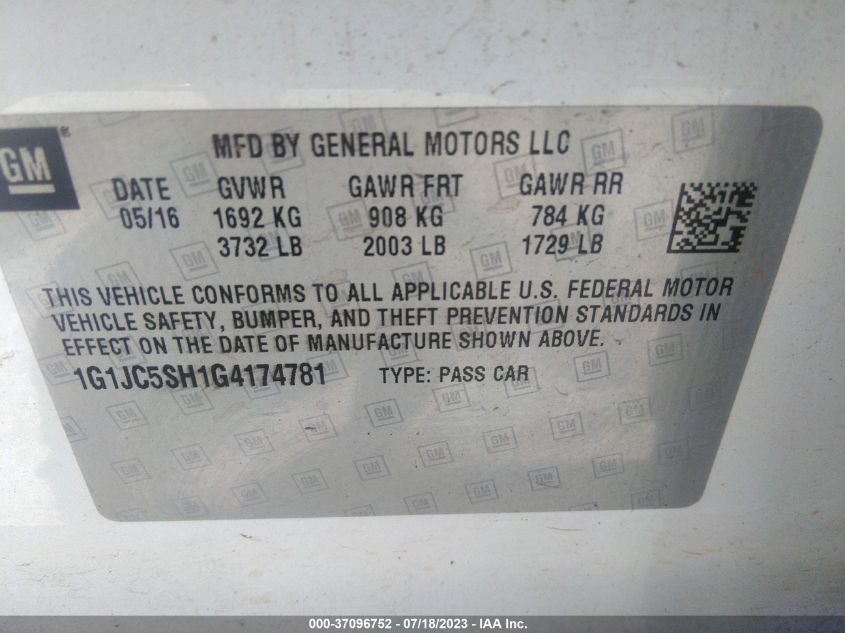 GM
MFD BY GENERAL MOTORS LLC
DATE GVWR GAWR FRT GAWR RR
05/16 1692 KG 908 KG 784 KG
3732 LB 2003 LB 1729 LB
THIS VEHICLE CONFORMS TO ALL APPLICABLE U.S. FEDERAL MOTOR
VEHICLE SAFETY, BUMPER, AND THEFT PREVENTION STANDARDS IN
EFFECT ON THE DATE OF MANUFACTURE SHOWN ABOVE.
1G1JC5SH1G4174781 TYPE: PASS CAR
000-37096752 - 07/18/2023 - IAA Inc.